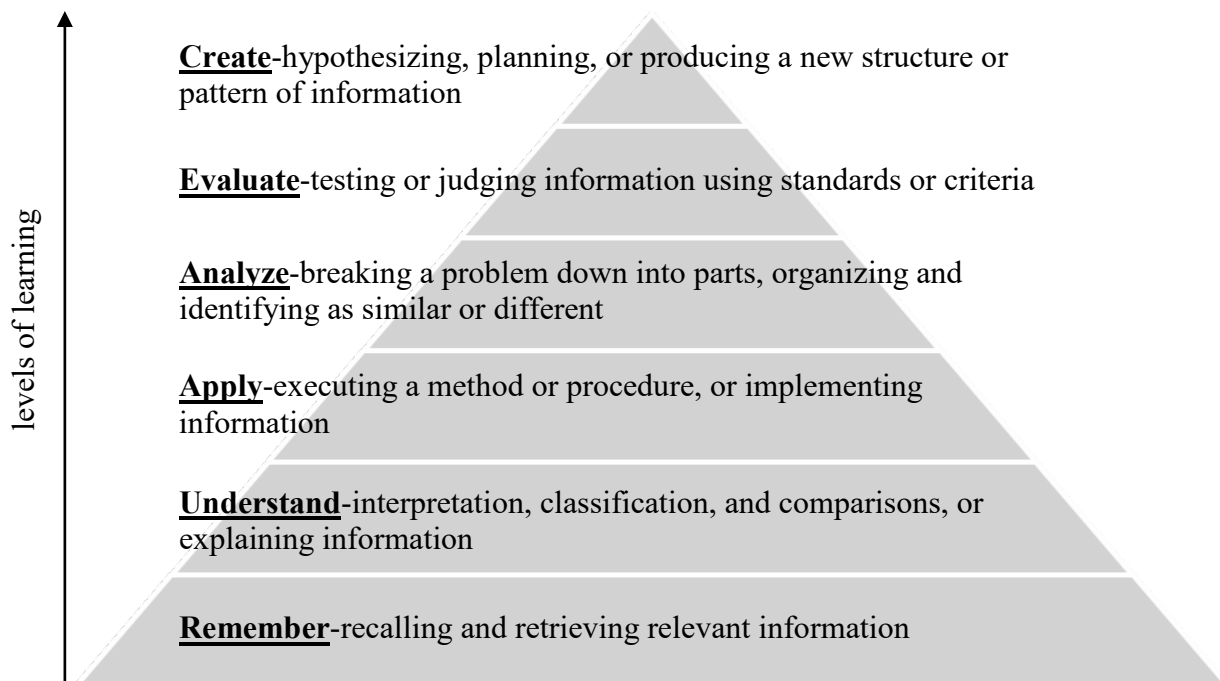 Create-hypothesizing, planning, or producing a new structure or
pattern of information
Evaluate-testing or judging information using standards or criteria
Analyze-breaking a problem down into parts, organizing and
identifying as similar or different
Apply-executing a method or procedure, or implementing
information
Understand-interpretation, classification, and comparisons, or
explaining information
Remember-recalling and retrieving relevant information
levels of learning